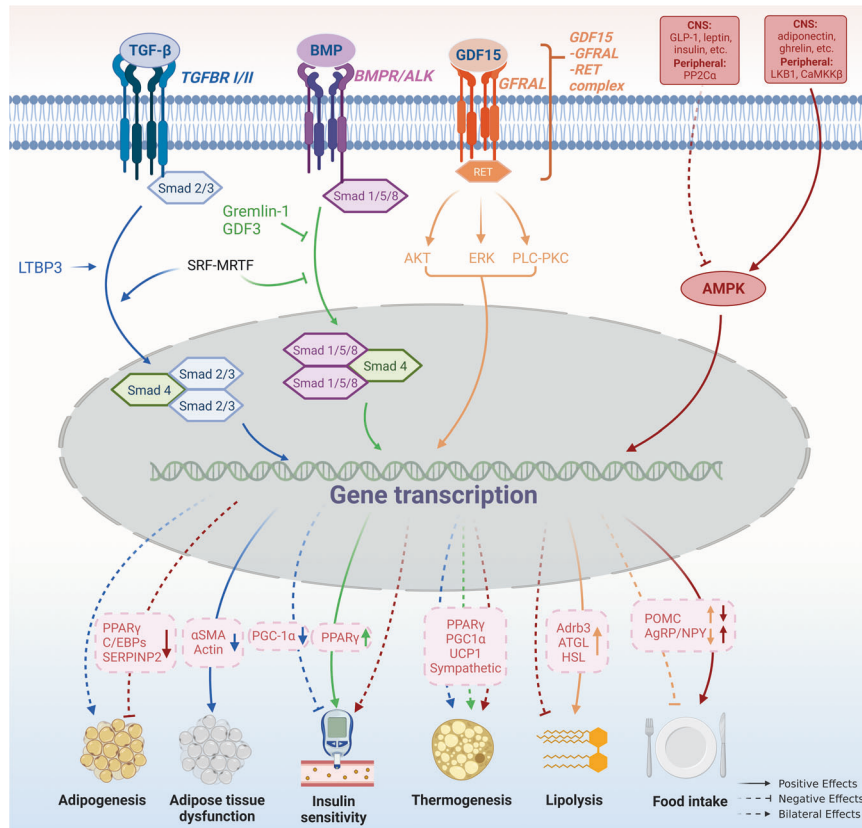 TGF-β
TGFBR I/II
BMP
BMPR/ALK
GDF15
GFRAL
GDF15
-GFRAL
-RET
complex
CNS:
GLP-1, leptin,
insulin, etc.
Peripheral:
PP2Cα
CNS:
adiponectin,
ghrelin, etc.
Peripheral:
LKB1, CaMKKβ
RET
Smad 2/3
Smad 1/5/8
Gremlin-1
GDF3
LTBP3
SRF-MRTF
AKT
ERK
PLC-PKC
AMPK
Smad 4
Smad 2/3
Smad 2/3
Smad 1/5/8
Smad 1/5/8
Smad 4
Gene transcription
PPARγ
C/EBPs
SERPINP2
αSMA
Actin
PGC-1α
PPARγ
PPARγ
PGC1α
UCP1
Sympathetic
Adrb3
ATGL
HSL
POMC
AgRP/NPY
Adipogenesis
Adipose tissue
dysfunction
Insulin
sensitivity
Thermogenesis
Lipolysis
Food intake
Positive Effects
Negative Effects
Bilateral Effects